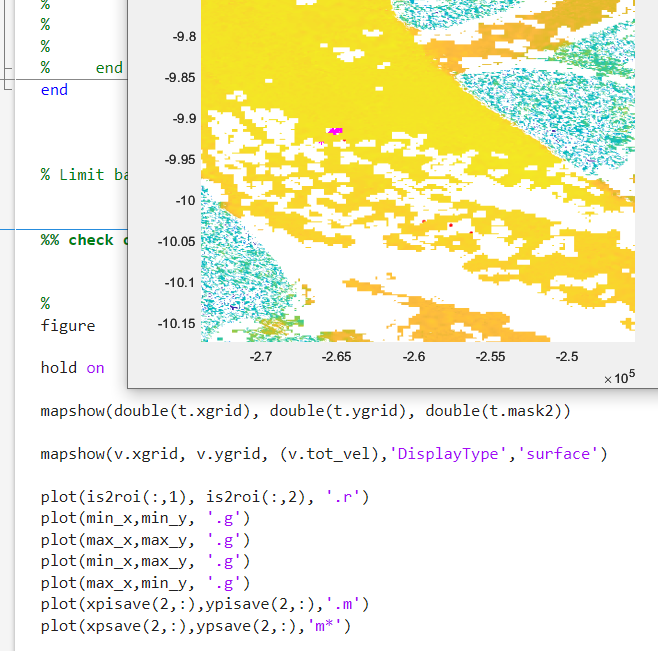 %
%
%
% end
end
% Limit ba
%% check
%
figure
hold on
-9.8
-9.85
-9.9
-9.95
-10
-10.05
-10.1
-10.15
-2.7 -2.65 -2.6 -2.55 -2.5
×10^5
mapshow(double(t.xgrid), double(t.ygrid), double(t.mask2))
mapshow(v.xgrid, v.ygrid, (v.tot_vel),'DisplayType','surface')
plot(is2roi(:,1), is2roi(:,2), '.r')
plot(min_x,min_y, '.g')
plot(max_x,max_y, '.g')
plot(min_x,max_y, '.g')
plot(max_x,min_y, '.g')
plot(xpisave(2,:),ypisave(2,:),'.m')
plot(xpsave(2,:),ypsave(2,:),'m*')